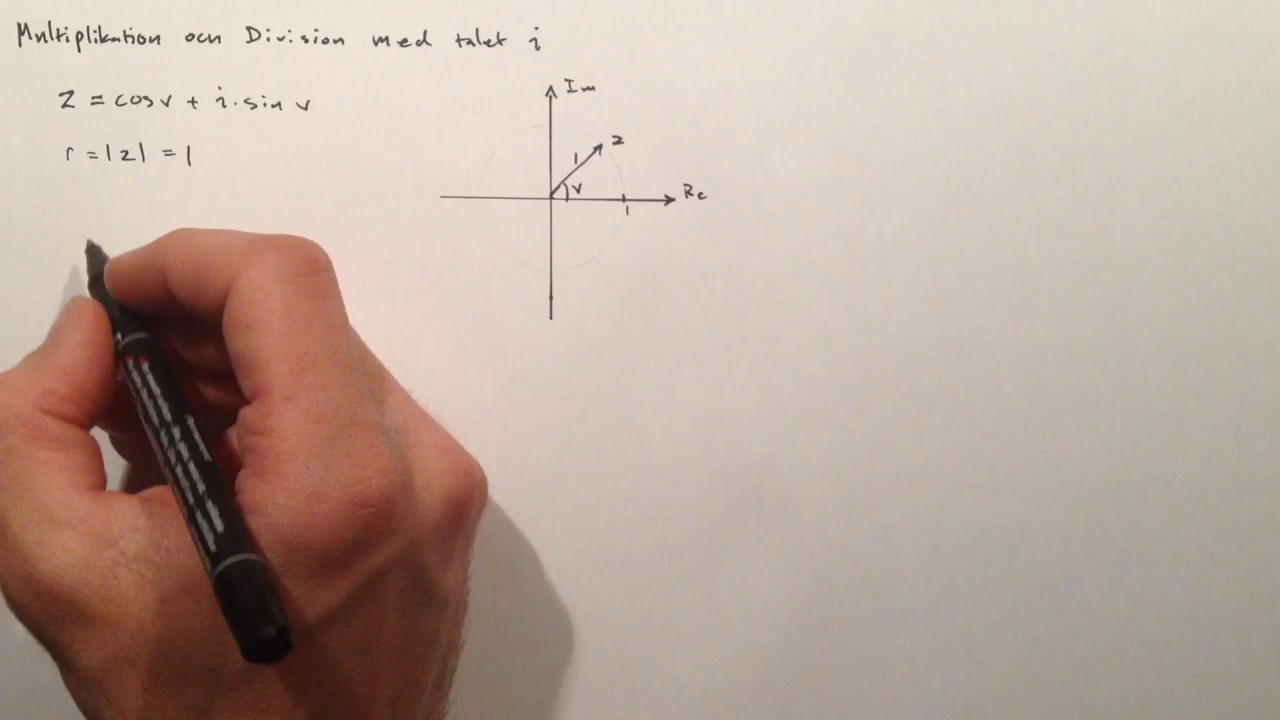 Multiplikation och Division med talet i
z = cos v + i · sin v
r = |z| = 1
Im
z
1
v
Re
1